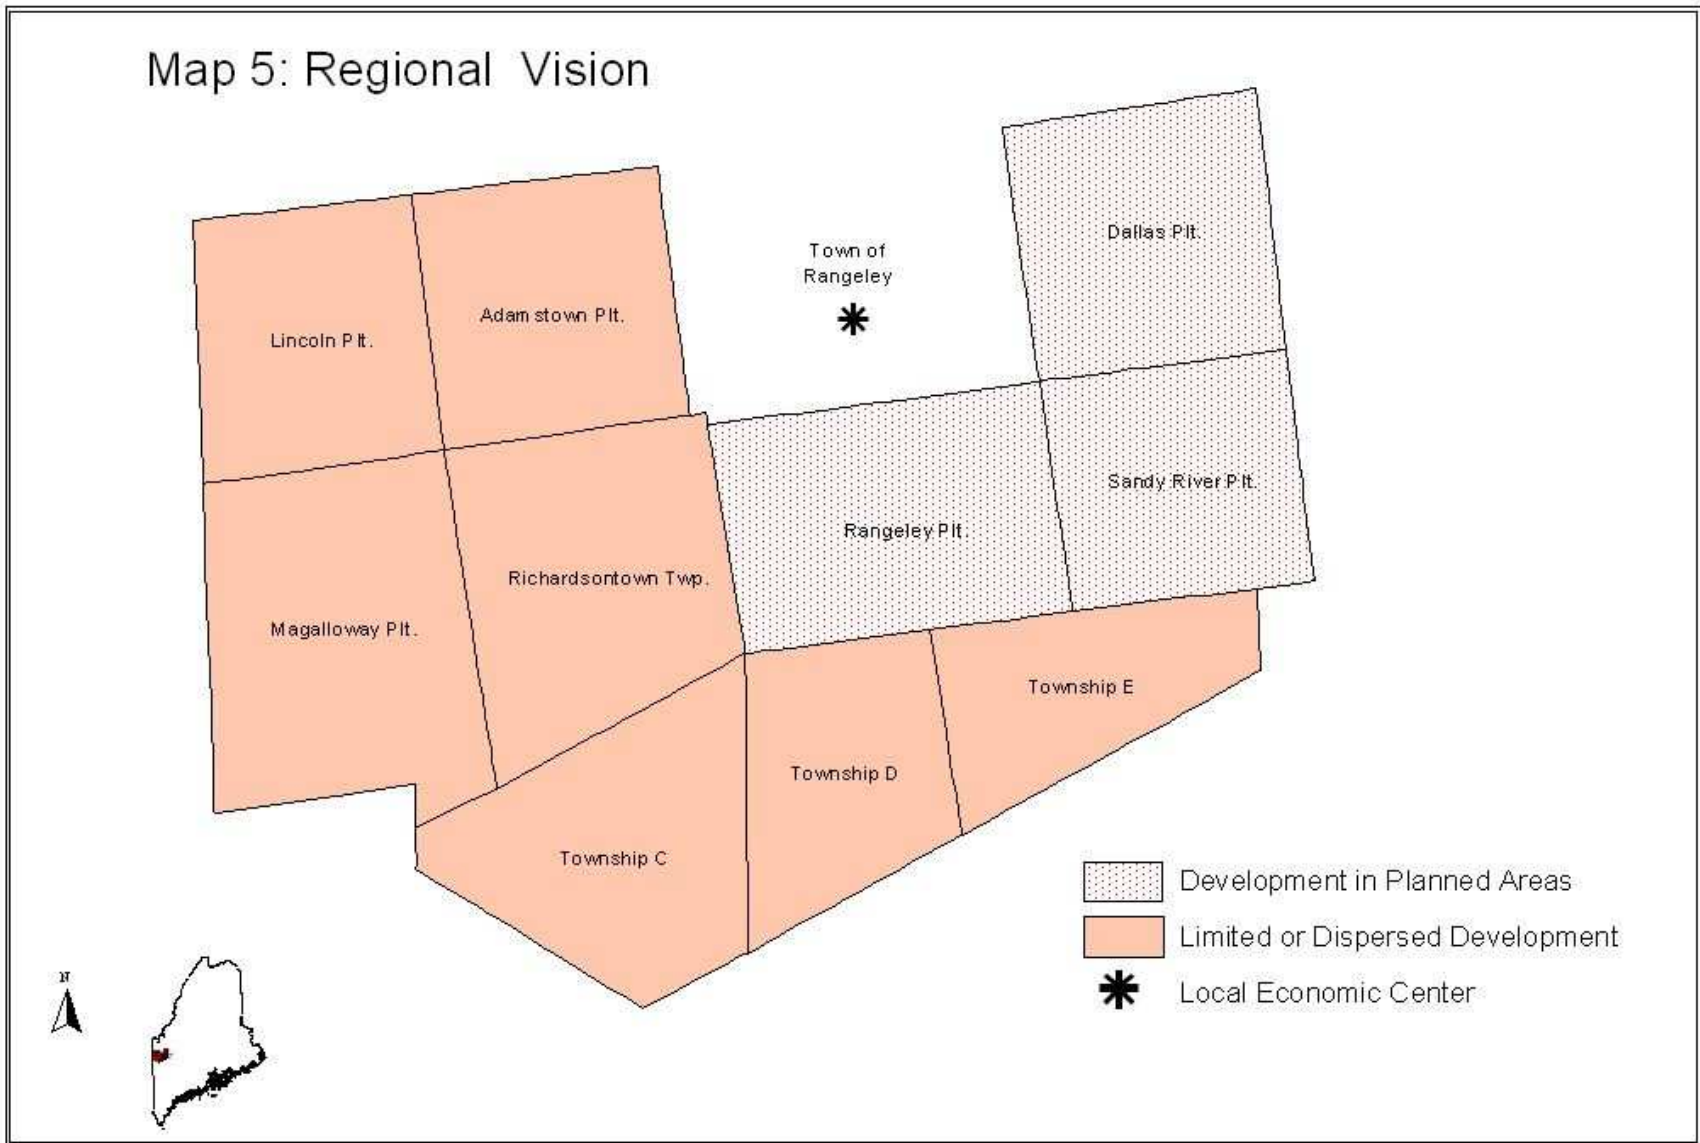 Map 5: Regional Vision
Dallas Plt.
Town of
Rangeley
Adamstown Plt.
Lincoln Plt.
Sandy River Plt.
Rangeley Plt.
Richardsontown Twp.
Magalloway Plt.
Township E
Township D
Township C
Development in Planned Areas
Limited or Dispersed Development
Local Economic Center
N